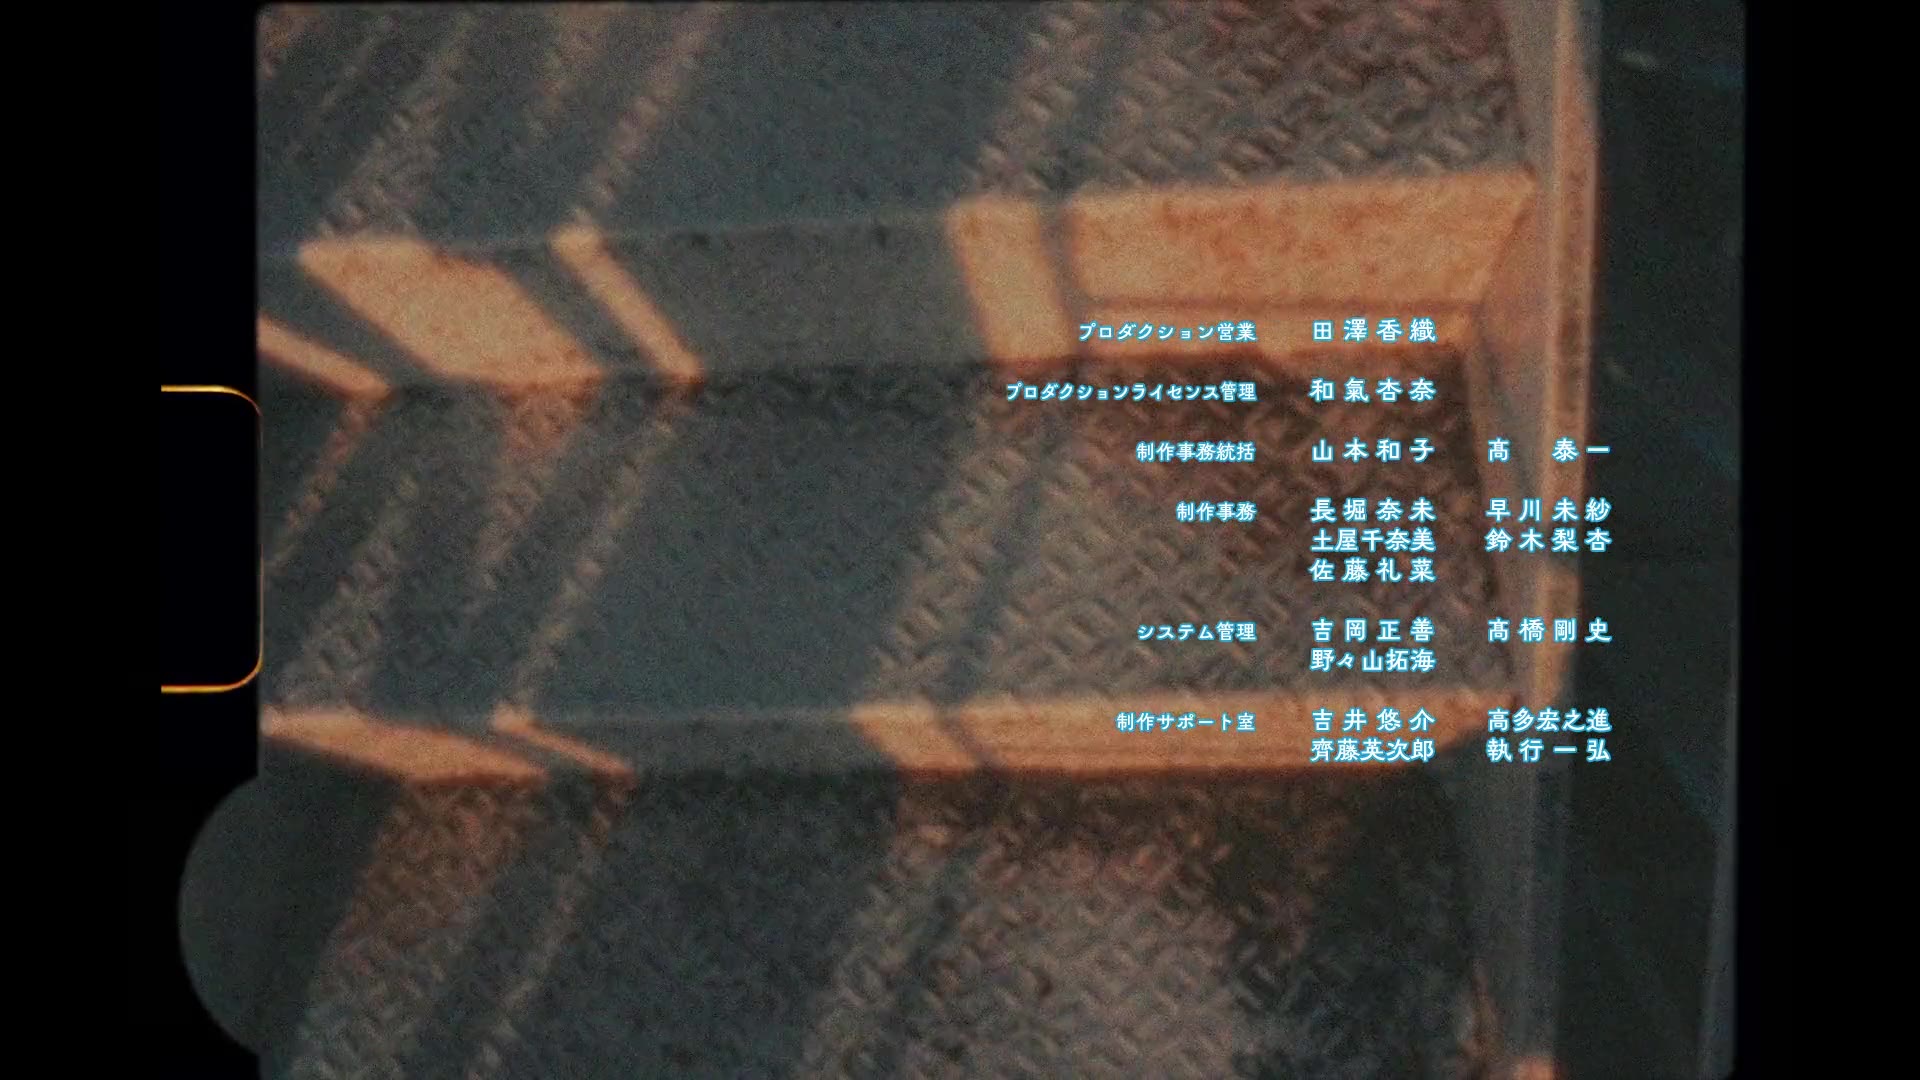 プロダクション営業 田澤香織
プロダクションライセンス管理 和氣杏奈
制作事務統括 山本和子 髙 泰一
制作事務 長堀奈未 早川未紗
土屋千奈美 鈴木梨杏
佐藤礼菜
システム管理 吉岡正善 髙橋剛史
野々山拓海
制作サポート室 吉井悠介 高多宏之進
齊藤英次郎 執行一弘